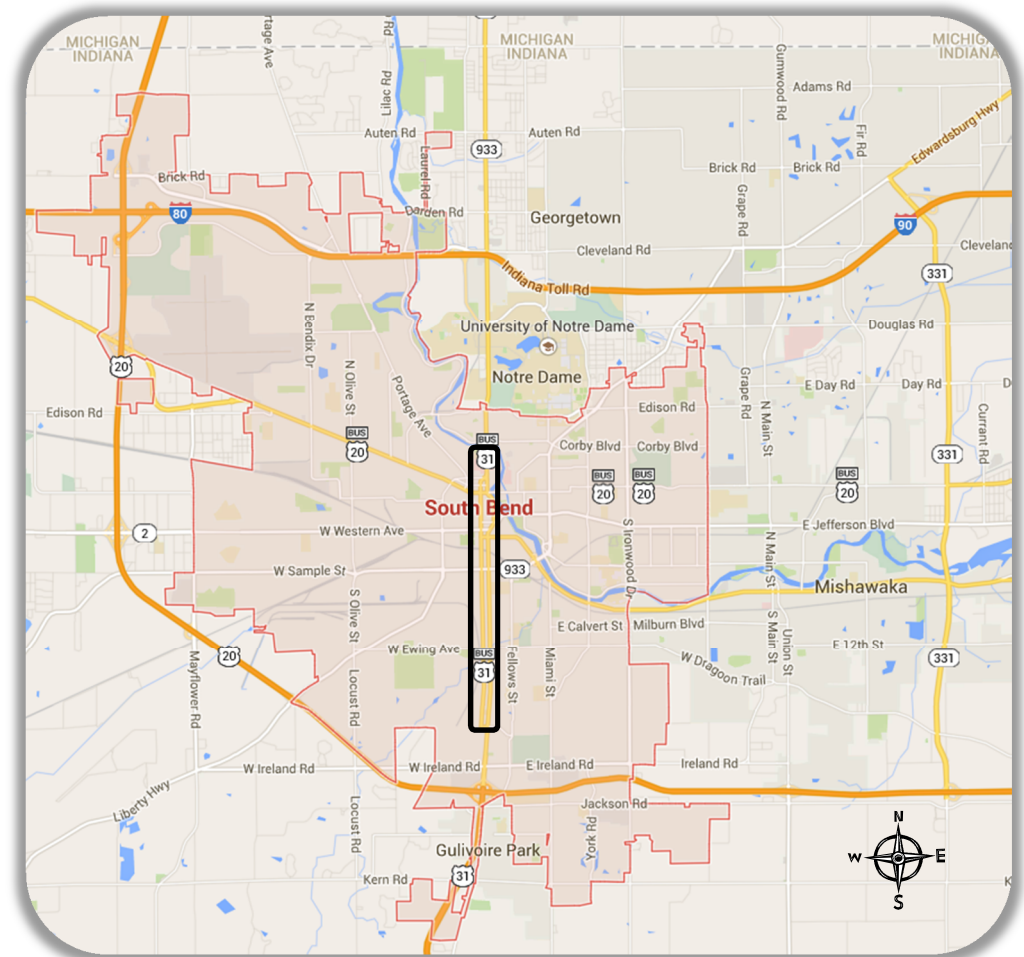 MICHIGAN
INDIANA
rtage Ave
Rd
MICHIGAN
INDIANA
MICHIGAN
INDIANA
Lilac Rd
Gumwood Rd
Adams Rd
Edwardsburg Hwy
Fir Rd
Auten Rd
Auten Rd
933
Laurel Rd
Brick Rd
Brick Rd
Brick Rd
Grape Rd
80
Darden Rd
Georgetown
90
Cleveland Rd
Cleveland
Indiana Toll Rd
331
N Bendix Dr
University of Notre Dame
Douglas Rd
20
N Olive St
Portage Ave
Notre Dame
Grape Rd
E Day Rd
Day Rd
D
Edison Rd
Edison Rd
N Main St
Currant Rd
BUS
20
BUS
31
Corby Blvd
Corby Blvd
331
BUS
20
BUS
20
BUS
20
South Bend
2
W Western Ave
S Ironwood Dr
E Jefferson Blvd
N Main St
W Sample St
933
Mishawaka
S Olive St
E Calvert St
Milburn Blvd
S Main St
Union St
E 12th St
20
W Ewing Ave
BUS
31
Fellows St
Miami St
W Dragoon Trail
331
Mayflower Rd
Locust Rd
W Ireland Rd
W Ireland Rd
E Ireland Rd
Ireland Rd
Liberty Hwy
Locust Rd
Jackson Rd
York Rd
Gulivoire Park
Kern Rd
31
K
N
W
E
S